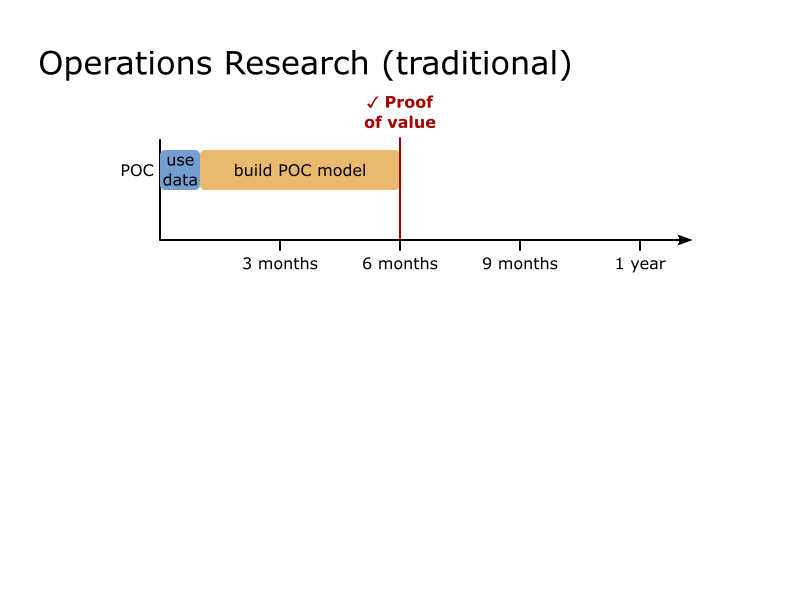 Operations Research (traditional)
✓ Proof
of value
POC
use
data
build POC model
3 months
6 months
9 months
1 year